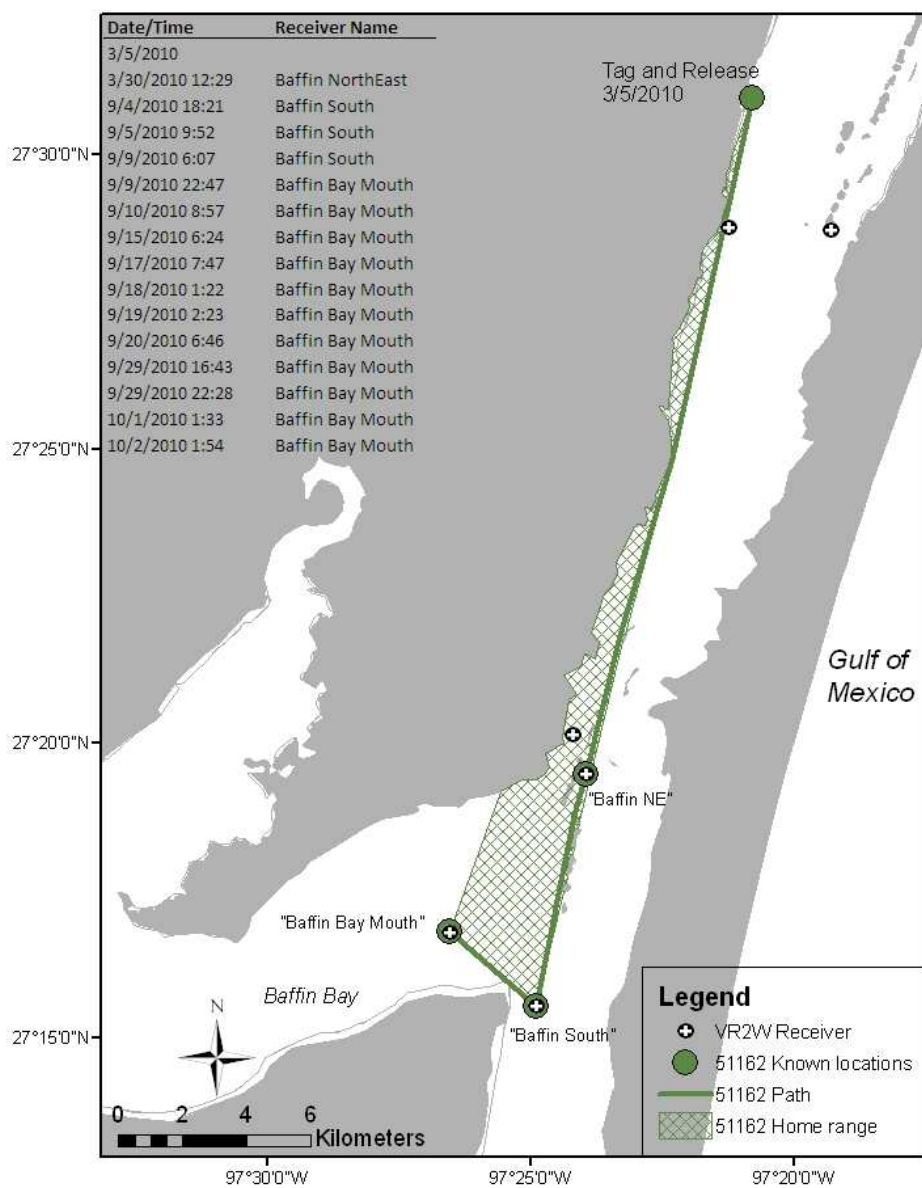 Date/Time Receiver Name
3/5/2010
3/30/2010 12:29 Baffin NorthEast
9/4/2010 18:21 Baffin South
9/5/2010 9:52 Baffin South
9/9/2010 6:07 Baffin South
9/9/2010 22:47 Baffin Bay Mouth
9/10/2010 8:57 Baffin Bay Mouth
9/15/2010 6:24 Baffin Bay Mouth
9/17/2010 7:47 Baffin Bay Mouth
9/18/2010 1:22 Baffin Bay Mouth
9/19/2010 2:23 Baffin Bay Mouth
9/20/2010 6:46 Baffin Bay Mouth
9/29/2010 16:43 Baffin Bay Mouth
9/29/2010 22:28 Baffin Bay Mouth
10/1/2010 1:33 Baffin Bay Mouth
10/2/2010 1:54 Baffin Bay Mouth
Tag and Release
3/5/2010
27°30'0"N
27°25'0"N
27°20'0"N
27°15'0"N
Gulf of
Mexico
"Baffin NE"
"Baffin Bay Mouth"
Baffin Bay
"Baffin South"
N
0 2 4 6
Kilometers
Legend
VR2W Receiver
51162 Known locations
51162 Path
51162 Home range
97°30'0"W 97°25'0"W 97°20'0"W